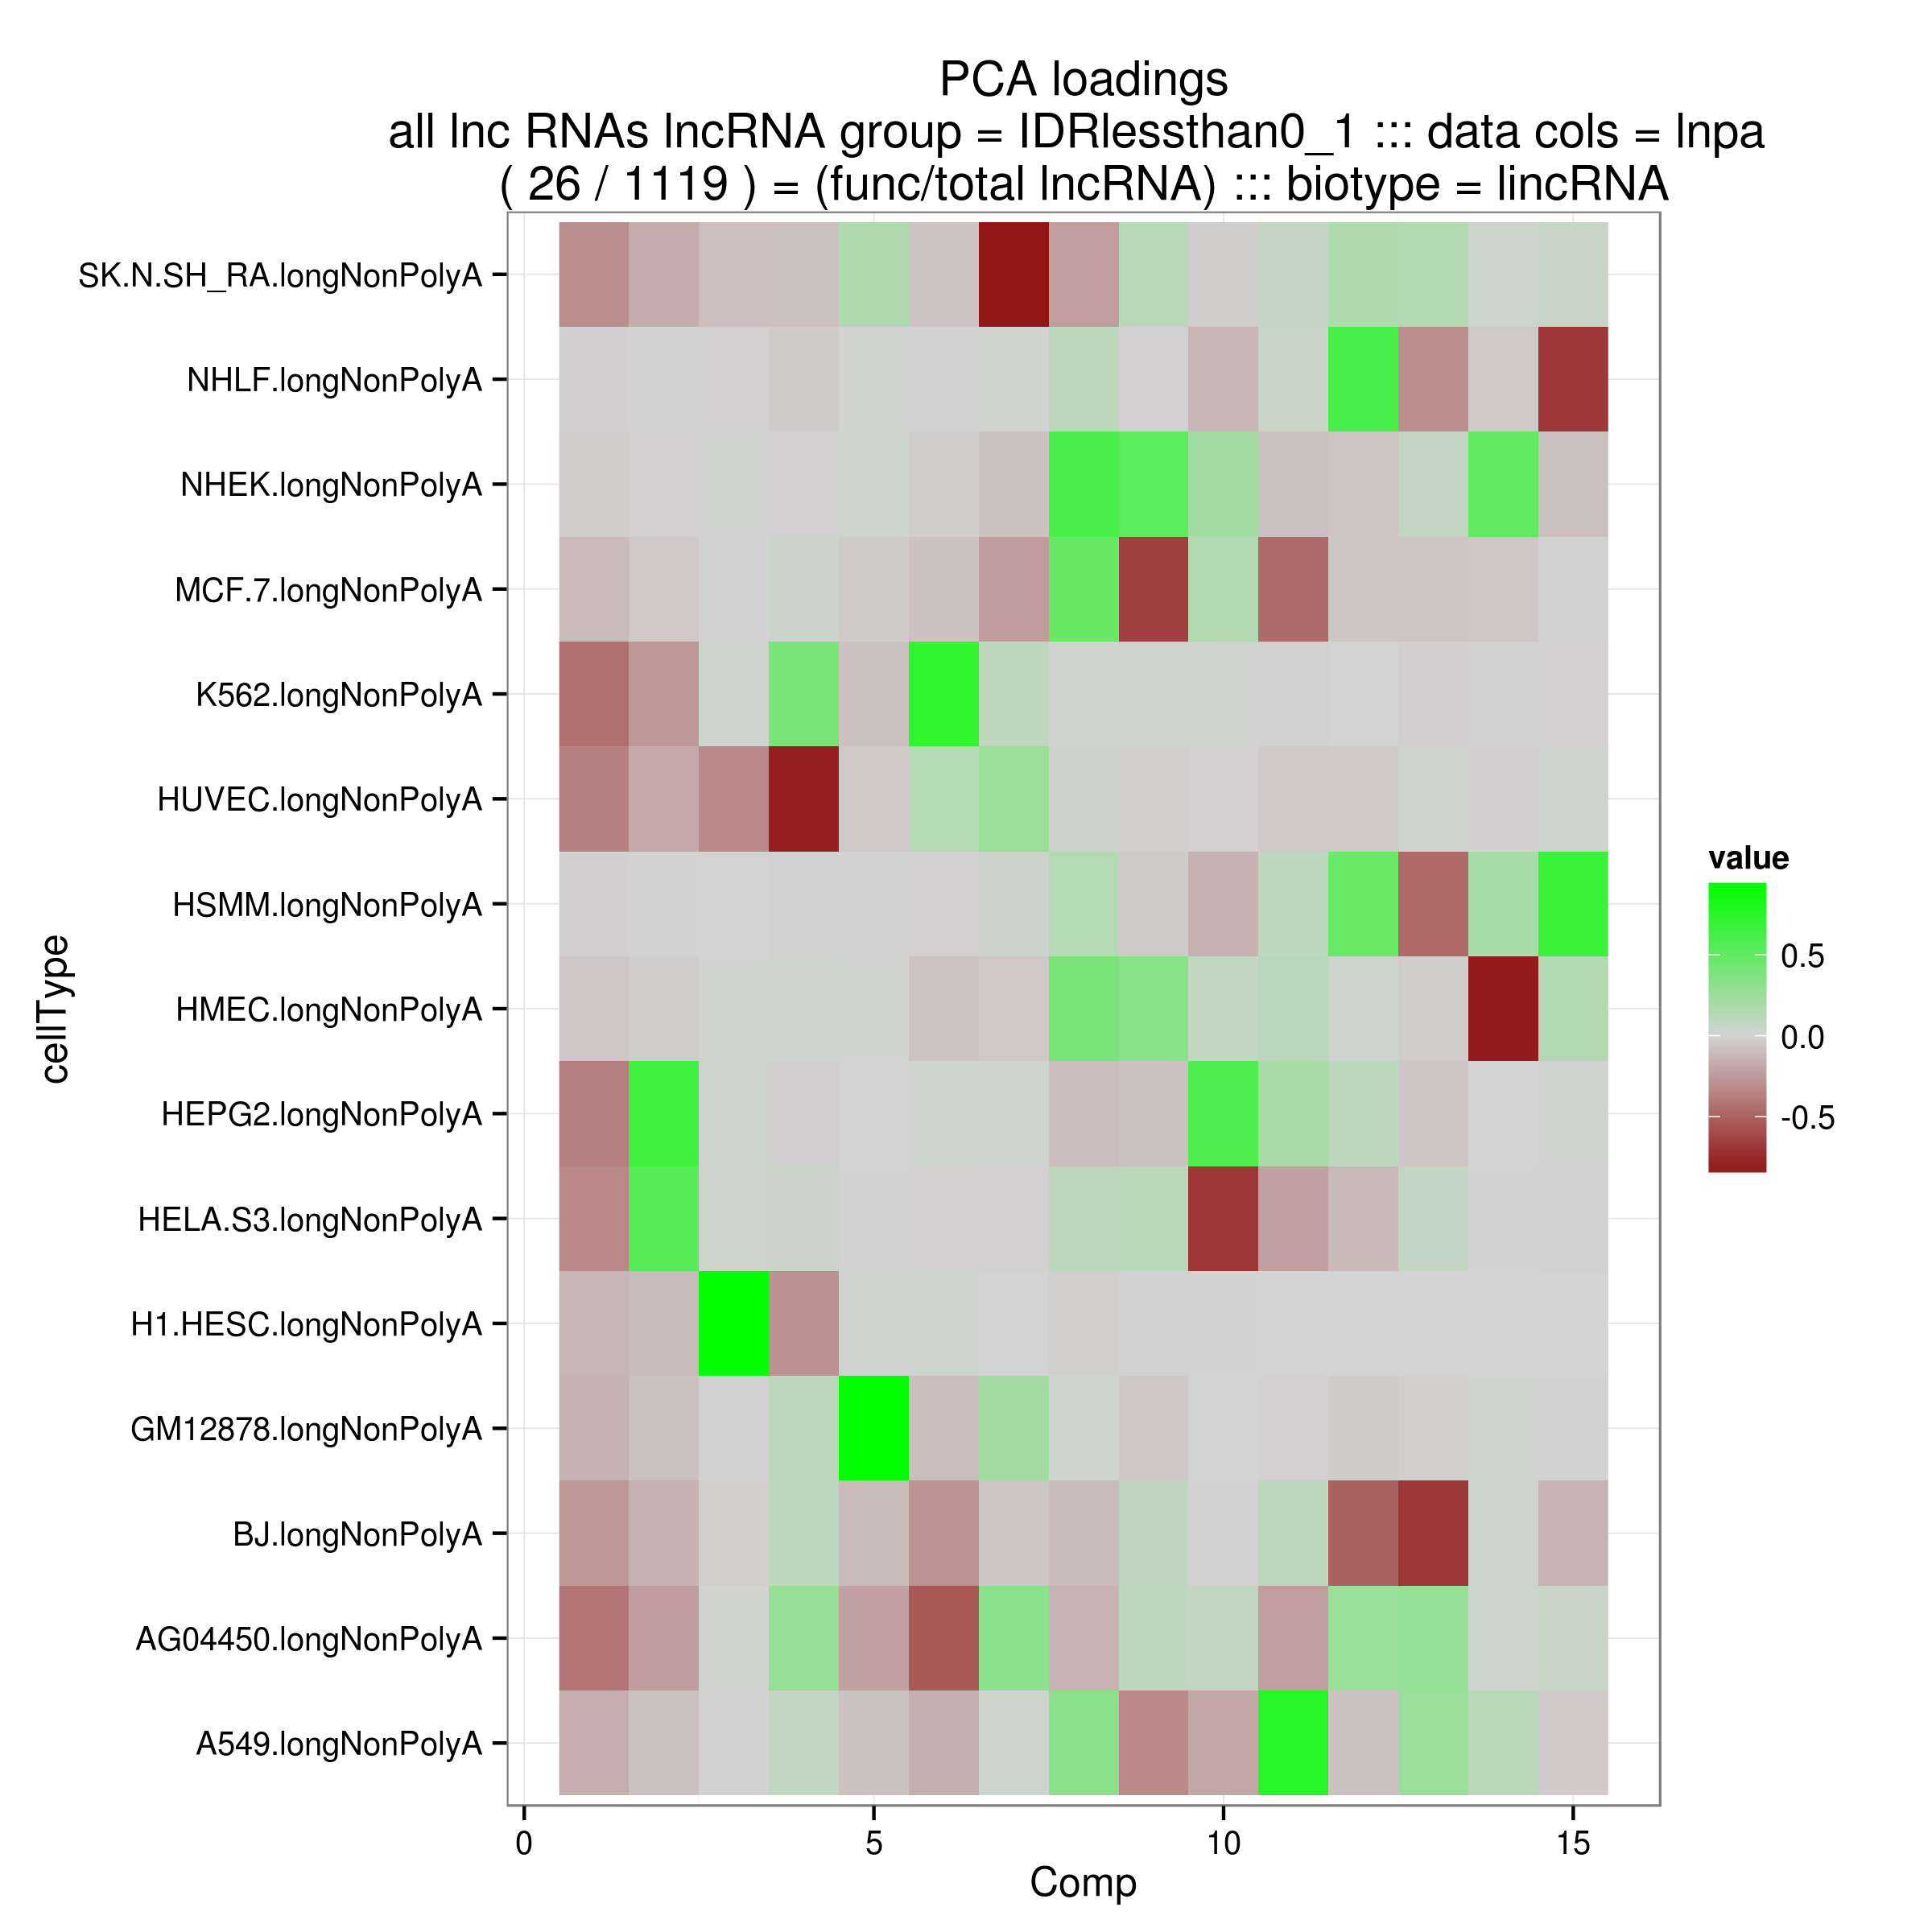 PCA loadings
all lnc RNAs lncRNA group = IDRlessthan0_1 ::: data cols = lnpa
( 26 / 1119 ) = (func/total lncRNA) ::: biotype = lincRNA
SK.N.SH_RA.longNonPolyA
NHLF.longNonPolyA
NHEK.longNonPolyA
MCF.7.longNonPolyA
K562.longNonPolyA
HUVEC.longNonPolyA
HSMM.longNonPolyA
HMEC.longNonPolyA
HEPG2.longNonPolyA
HELA.S3.longNonPolyA
H1.HESC.longNonPolyA
GM12878.longNonPolyA
BJ.longNonPolyA
AG04450.longNonPolyA
A549.longNonPolyA
cellType
0 5 10 15
Comp
value
0.5
0.0
-0.5